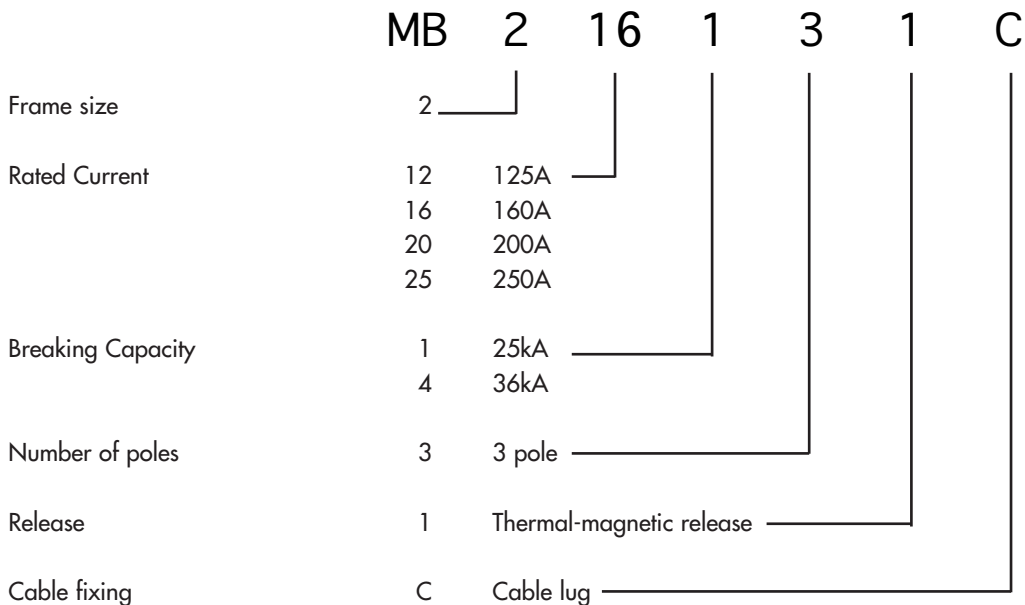 MB 2 16 1 3 1 C
Frame size 2
Rated Current 12 125A
16 160A
20 200A
25 250A
Breaking Capacity 1 25kA
4 36kA
Number of poles 3 3 pole
Release 1 Thermal-magnetic release
Cable fixing C Cable lug